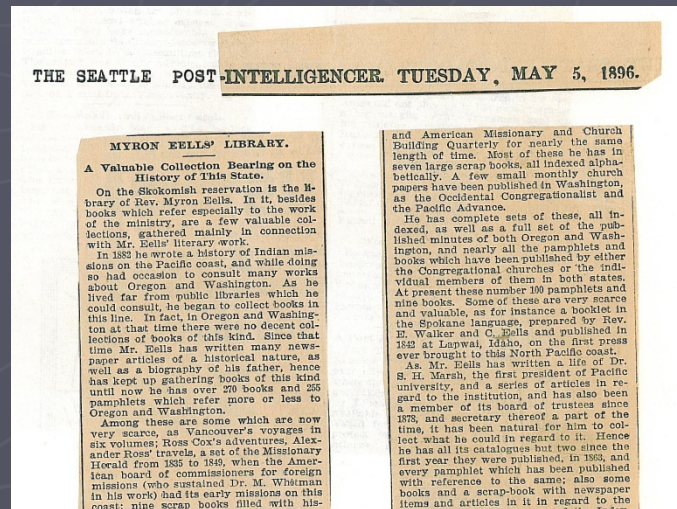 THE SEATTLE POST-INTELLIGENCER. TUESDAY, MAY 5, 1896.
MYRON EELLS' LIBRARY.
A Valuable Collection Bearing on the
History of This State.
On the Skokomish reservation is the li-
brary of Rev. Myron Eells. In it, besides
books which refer especially to the work
of the ministry, are a few valuable col-
lections, gathered mainly in connection
with Mr. Eells' literary work.
In 1882 he wrote a history of Indian mis-
sions on the Pacific coast, and while doing
so had occasion to consult many works
about Oregon and Washington. As he
lived far from public libraries which he
could consult, he began to collect books in
this line. In fact, in Oregon and Washing-
ton at that time there were no decent col-
lections of books of this kind. Since that
time Mr. Eells has written many news-
paper articles of a historical nature, as
well as a biography of his father, hence
has kept up gathering books of this kind
until now he has over 270 books and 255
pamphlets which refer more or less to
Oregon and Washington.
Among these are some which are now
very scarce, as Vancouver's voyages in
six volumes; Ross Cox's adventures, Alex-
ander Ross' travels, a set of the Missionary
Herald from 1835 to 1849, when the Amer-
ican board of commissioners for foreign
missions (who sustained Dr. M. Whitman
in his work) had its early missions on this
coast; nine scrap books filled with his-
and American Missionary and Church
Building Quarterly for nearly the same
length of time. Most of these he has in
seven large scrap books, all indexed alpha-
betically. A few small monthly church
papers have been published in Washington,
as the Occidental Congregationalist and
the Pacific Advance.
He has complete sets of these, all in-
dexed, as well as a full set of the pub-
lished minutes of both Oregon and Wash-
ington, and nearly all the pamphlets and
books which have been published by either
the Congregational churches or the indi-
vidual members of them in both states.
At present these number 100 pamphlets and
nine books. Some of these are very scarce
and valuable, as for instance a booklet in
the Spokane language, prepared by Rev.
E. Walker and C. Eells and published in
1842 at Lapwai, Idaho, on the first press
ever brought to this North Pacific coast.
As Mr. Eells has written a life of Dr.
S. H. Marsh, the first president of Pacific
university, and a series of articles in re-
gard to the institution, and has also been
a member of its board of trustees since
1878, and secretary thereof a part of the
time, it has been natural for him to col-
lect what he could in regard to it. Hence
he has all its catalogues but two since the
first year they were published, in 1863, and
every pamphlet which has been published
with reference to the same; also some
books and a scrap-book with newspaper
items and articles in it in regard to the